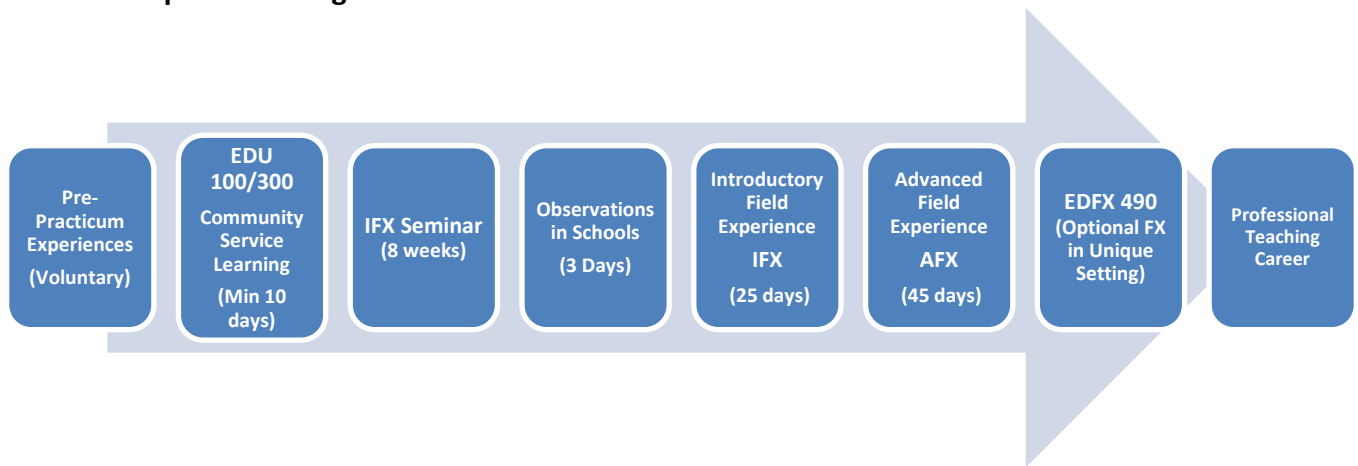 Pre-
Practicum
Experiences
(Voluntary)
EDU
100/300
Community
Service
Learning
(Min 10
days)
IFX Seminar
(8 weeks)
Observations
in Schools
(3 Days)
Introductory
Field
Experience
IFX
(25 days)
Advanced
Field
Experience
AFX
(45 days)
EDFX 490
(Optional FX
in Unique
Setting)
Professional
Teaching
Career